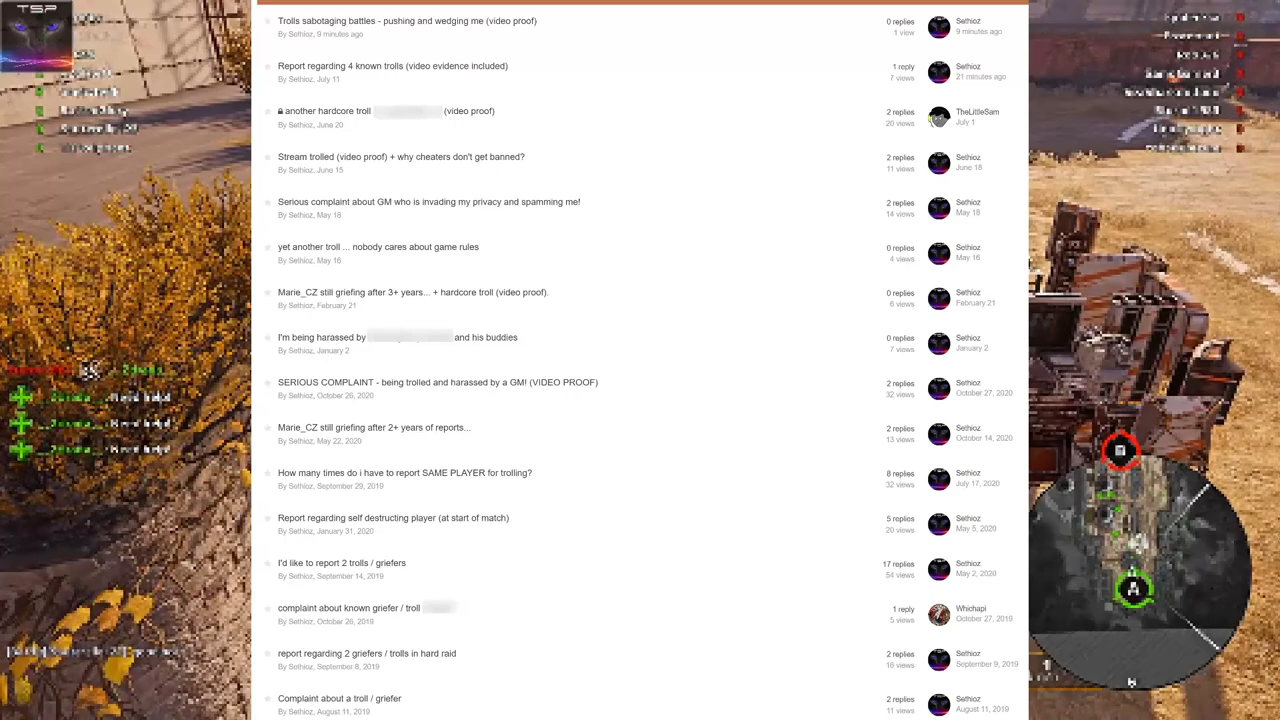 TSP
Trolls sabotaging battles - pushing and wedging me (video proof)
By Sethioz, 9 minutes ago
0 replies
1 view
Sethioz
9 minutes ago
Report regarding 4 known trolls (video evidence included)
By Sethioz, July 11
1 reply
7 views
Sethioz
21 minutes ago
another hardcore troll (video proof)
By Sethioz, June 20
2 replies
20 views
TheLittleSam
July 1
Stream trolled (video proof) + why cheaters don't get banned?
By Sethioz, June 15
2 replies
11 views
Sethioz
June 18
Serious complaint about GM who is invading my privacy and spamming me!
By Sethioz, May 18
2 replies
14 views
Sethioz
May 18
yet another troll ... nobody cares about game rules
By Sethioz, May 16
0 replies
4 views
Sethioz
May 16
Marie_CZ still griefing after 3+ years... + hardcore troll (video proof).
By Sethioz, February 21
0 replies
6 views
Sethioz
February 21
I'm being harassed by and his buddies
By Sethioz, January 2
0 replies
7 views
Sethioz
January 2
SERIOUS COMPLAINT - being trolled and harassed by a GM! (VIDEO PROOF)
By Sethioz, October 26, 2020
2 replies
32 views
Sethioz
October 27, 2020
Marie_CZ still griefing after 2+ years of reports...
By Sethioz, May 22, 2020
2 replies
13 views
Sethioz
October 14, 2020
How many times do i have to report SAME PLAYER for trolling?
By Sethioz, September 29, 2019
8 replies
32 views
Sethioz
July 17, 2020
Report regarding self destructing player (at start of match)
By Sethioz, January 31, 2020
5 replies
20 views
Sethioz
May 5, 2020
I'd like to report 2 trolls / griefers
By Sethioz, September 14, 2019
17 replies
54 views
Sethioz
May 2, 2020
complaint about known griefer / troll
By Sethioz, October 26, 2019
1 reply
5 views
Whichapi
October 27, 2019
report regarding 2 griefers / trolls in hard raid
By Sethioz, September 8, 2019
2 replies
16 views
Sethioz
September 9, 2019
Complaint about a troll / griefer
By Sethioz, August 11, 2019
2 replies
11 views
Sethioz
August 11, 2019